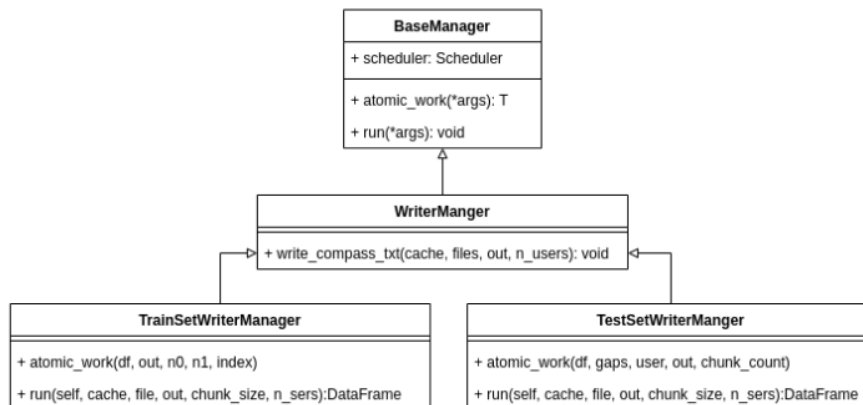 BaseManager
+ scheduler: Scheduler
+ atomic_work(*args): T
+ run(*args): void
WriterManger
+ write_compass_txt(cache, files, out, n_users): void
TrainSetWriterManager
+ atomic_work(df, out, n0, n1, index)
+ run(self, cache, file, out, chunk_size, n_sers):DataFrame
TestSetWriterManger
+ atomic_work(df, gaps, user, out, chunk_count)
+ run(self, cache, file, out, chunk_size, n_sers):DataFrame